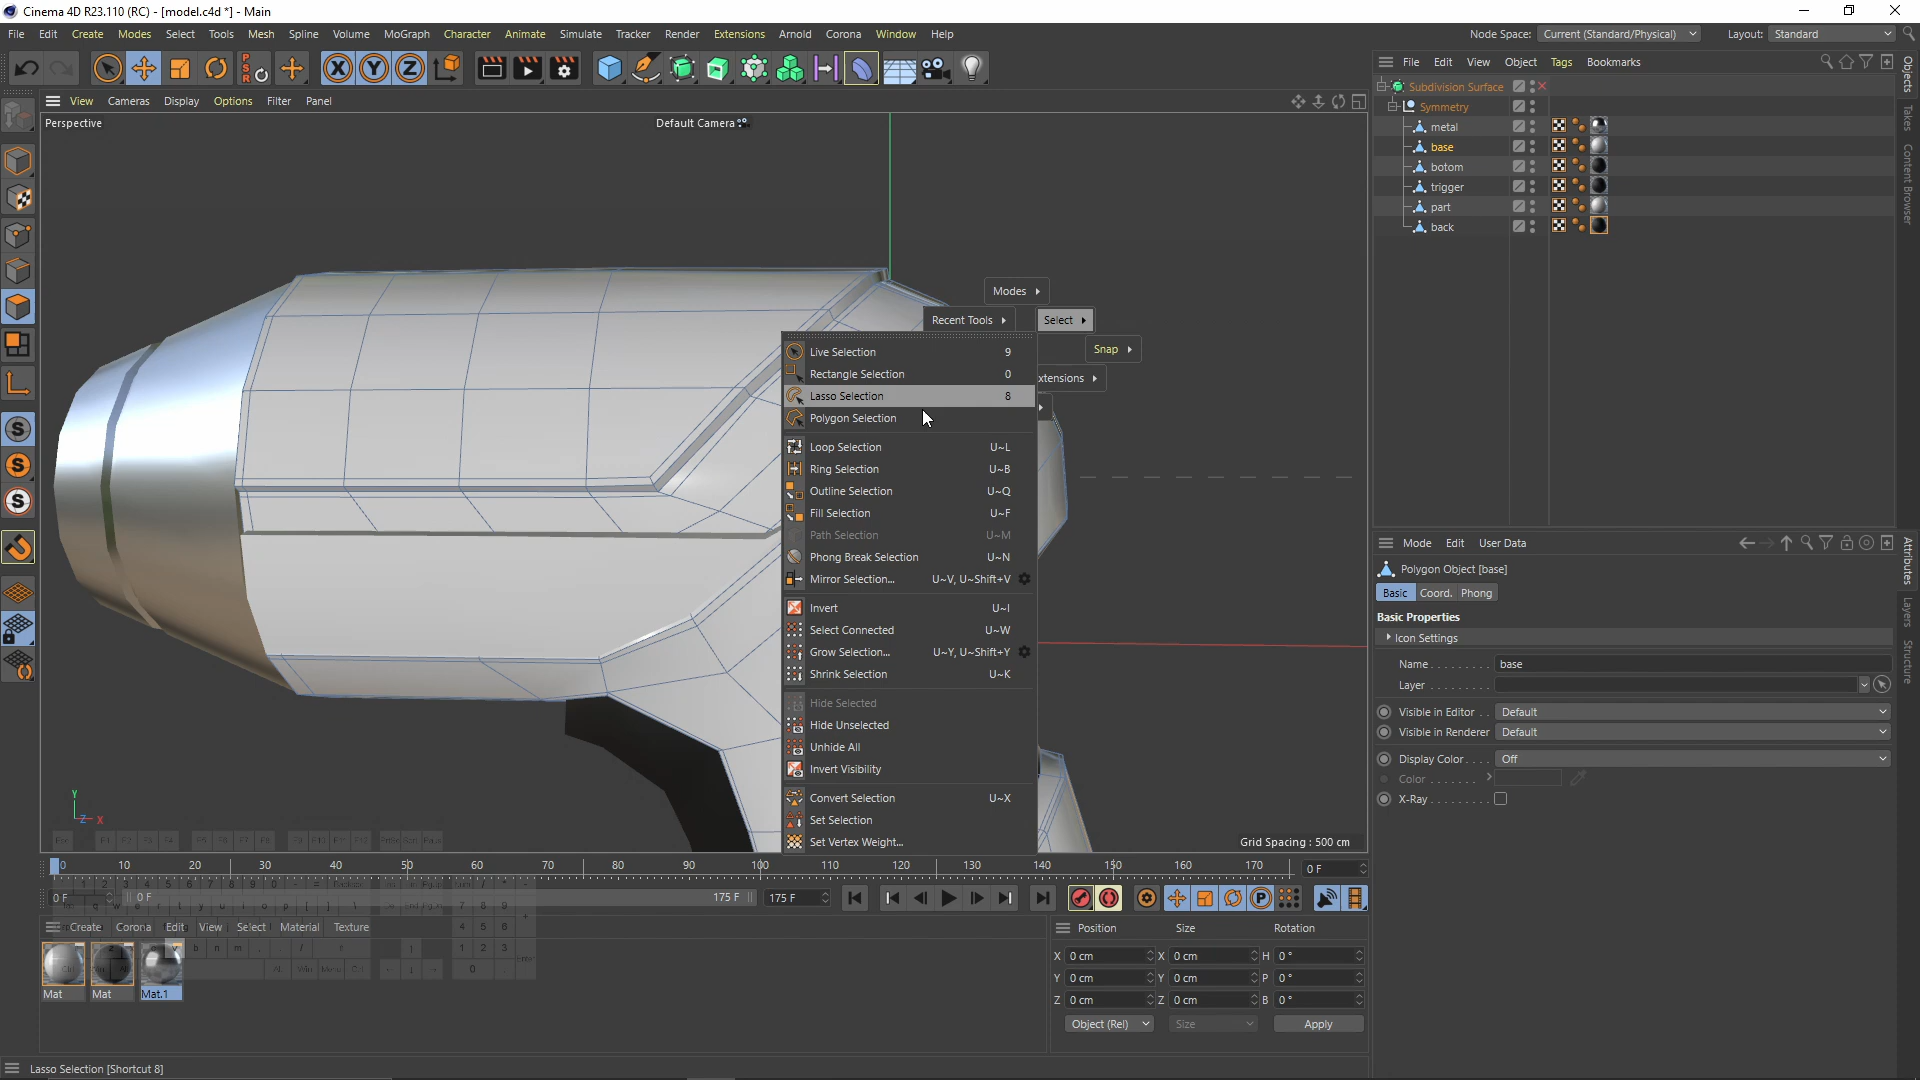 Cinema 4D R23.110 (RC) - [model.c4d *] - Main
File Edit Create Modes Select Tools Mesh Spline Volume MoGraph Character Animate Simulate Tracker Render Extensions Arnold Corona Window Help
Node Space: Current (Standard/Physical) Layout: Standard
PSR X Y Z
File Edit View Object Tags Bookmarks
Subdivision Surface
Symmetry
metal
base
botom
trigger
part
back
Objects
Takes
Content Browser
View Cameras Display Options Filter Panel
Perspective
Default Camera
Modes
Recent Tools
Select
Snap
xtensions
Live Selection 9
Rectangle Selection 0
Lasso Selection 8
Polygon Selection
Loop Selection U~L
Ring Selection U~B
Outline Selection U~Q
Fill Selection U~F
Path Selection U~M
Phong Break Selection U~N
Mirror Selection... U~V, U~Shift+V
Invert U~I
Select Connected U~W
Grow Selection... U~Y, U~Shift+Y
Shrink Selection U~K
Hide Selected
Hide Unselected
Unhide All
Invert Visibility
Convert Selection U~X
Set Selection
Set Vertex Weight...
Y
Z X
Grid Spacing : 500 cm
Mode Edit User Data
Polygon Object [base]
Basic Coord. Phong
Basic Properties
Icon Settings
Name base
Layer
Visible in Editor Default
Visible in Renderer Default
Display Color Off
Color
X-Ray
Attributes
Layers
Structure
0 10 20 30 40 50 60 70 80 90 100 110 120 130 140 150 160 170 0 F
0 F 0 F 175 F 175 F
Create Corona Edit View Select Material Texture
Mat Mat Mat.1
Position Size Rotation
X 0 cm X 0 cm H 0 °
Y 0 cm Y 0 cm P 0 °
Z 0 cm Z 0 cm B 0 °
Object (Rel) Size Apply
Lasso Selection [Shortcut 8]